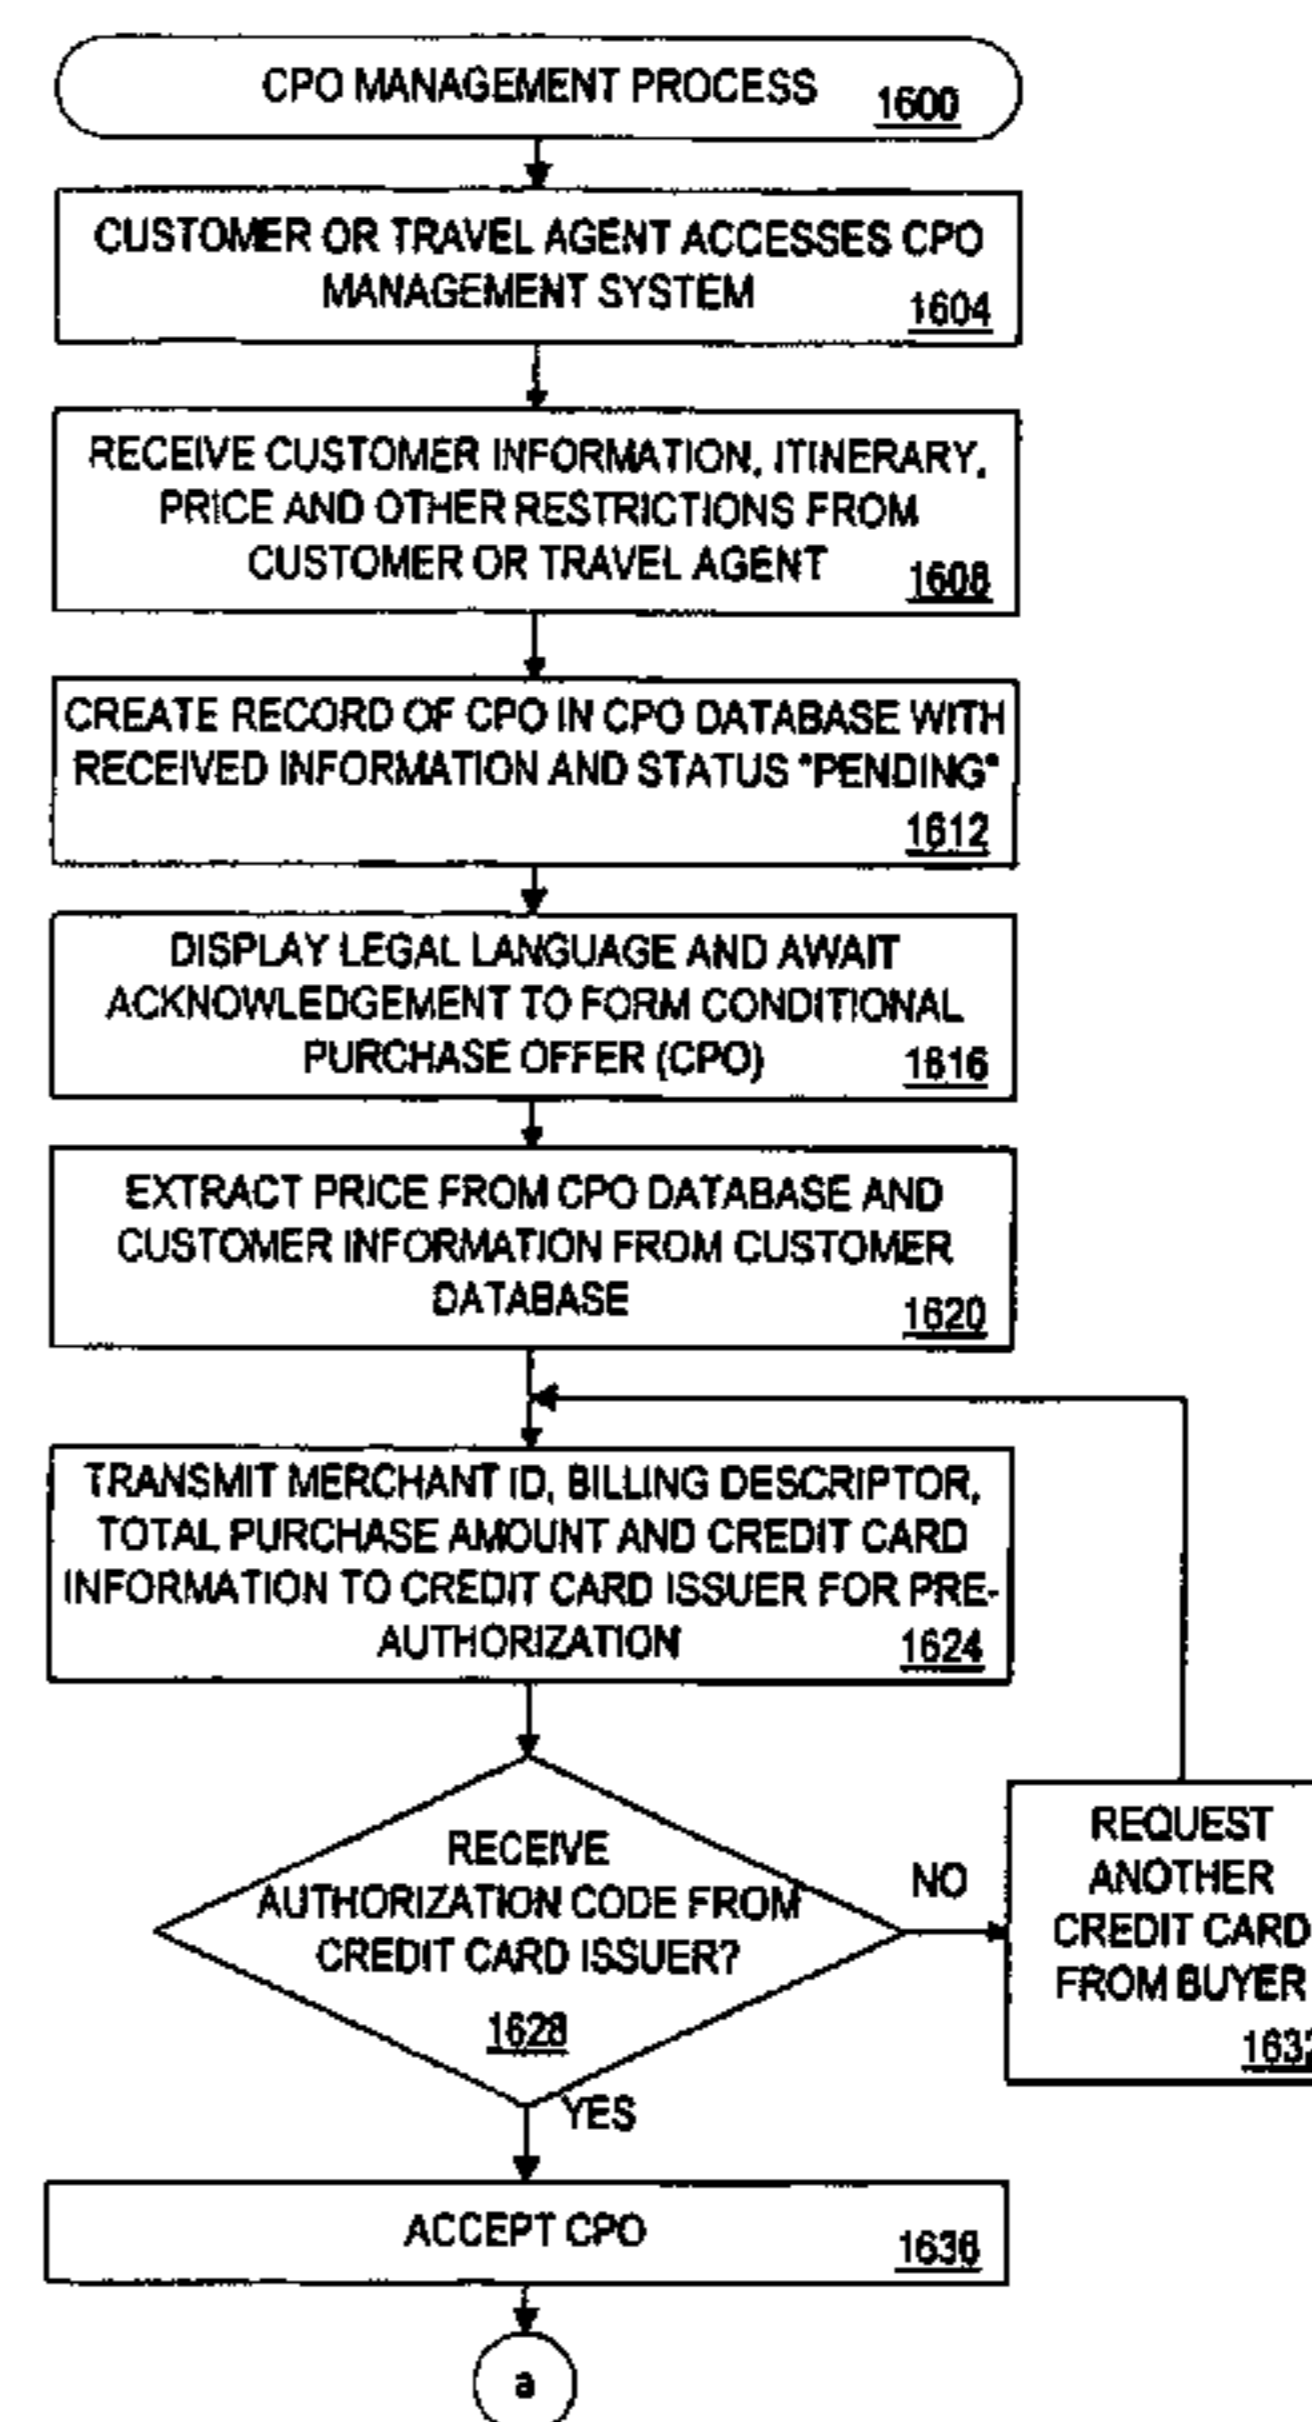 CPO MANAGEMENT PROCESS
1600
CUSTOMER OR TRAVEL AGENT ACCESSES CPO
MANAGEMENT SYSTEM
1604
RECEIVE CUSTOMER INFORMATION, ITINERARY,
PRICE AND OTHER RESTRICTIONS FROM
CUSTOMER OR TRAVEL AGENT
1608
CREATE RECORD OF CPO IN CPO DATABASE WITH
RECEIVED INFORMATION AND STATUS "PENDING"
1612
DISPLAY LEGAL LANGUAGE AND AWAIT
ACKNOWLEDGEMENT TO FORM CONDITIONAL
PURCHASE OFFER (CPO)
1616
EXTRACT PRICE FROM CPO DATABASE AND
CUSTOMER INFORMATION FROM CUSTOMER
DATABASE
1620
TRANSMIT MERCHANT ID, BILLING DESCRIPTOR,
TOTAL PURCHASE AMOUNT AND CREDIT CARD
INFORMATION TO CREDIT CARD ISSUER FOR PRE-
AUTHORIZATION
1624
RECEIVE
AUTHORIZATION CODE FROM
CREDIT CARD ISSUER?
1628
NO
REQUEST
ANOTHER
CREDIT CARD
FROM BUYER
1632
YES
ACCEPT CPO
1636
a